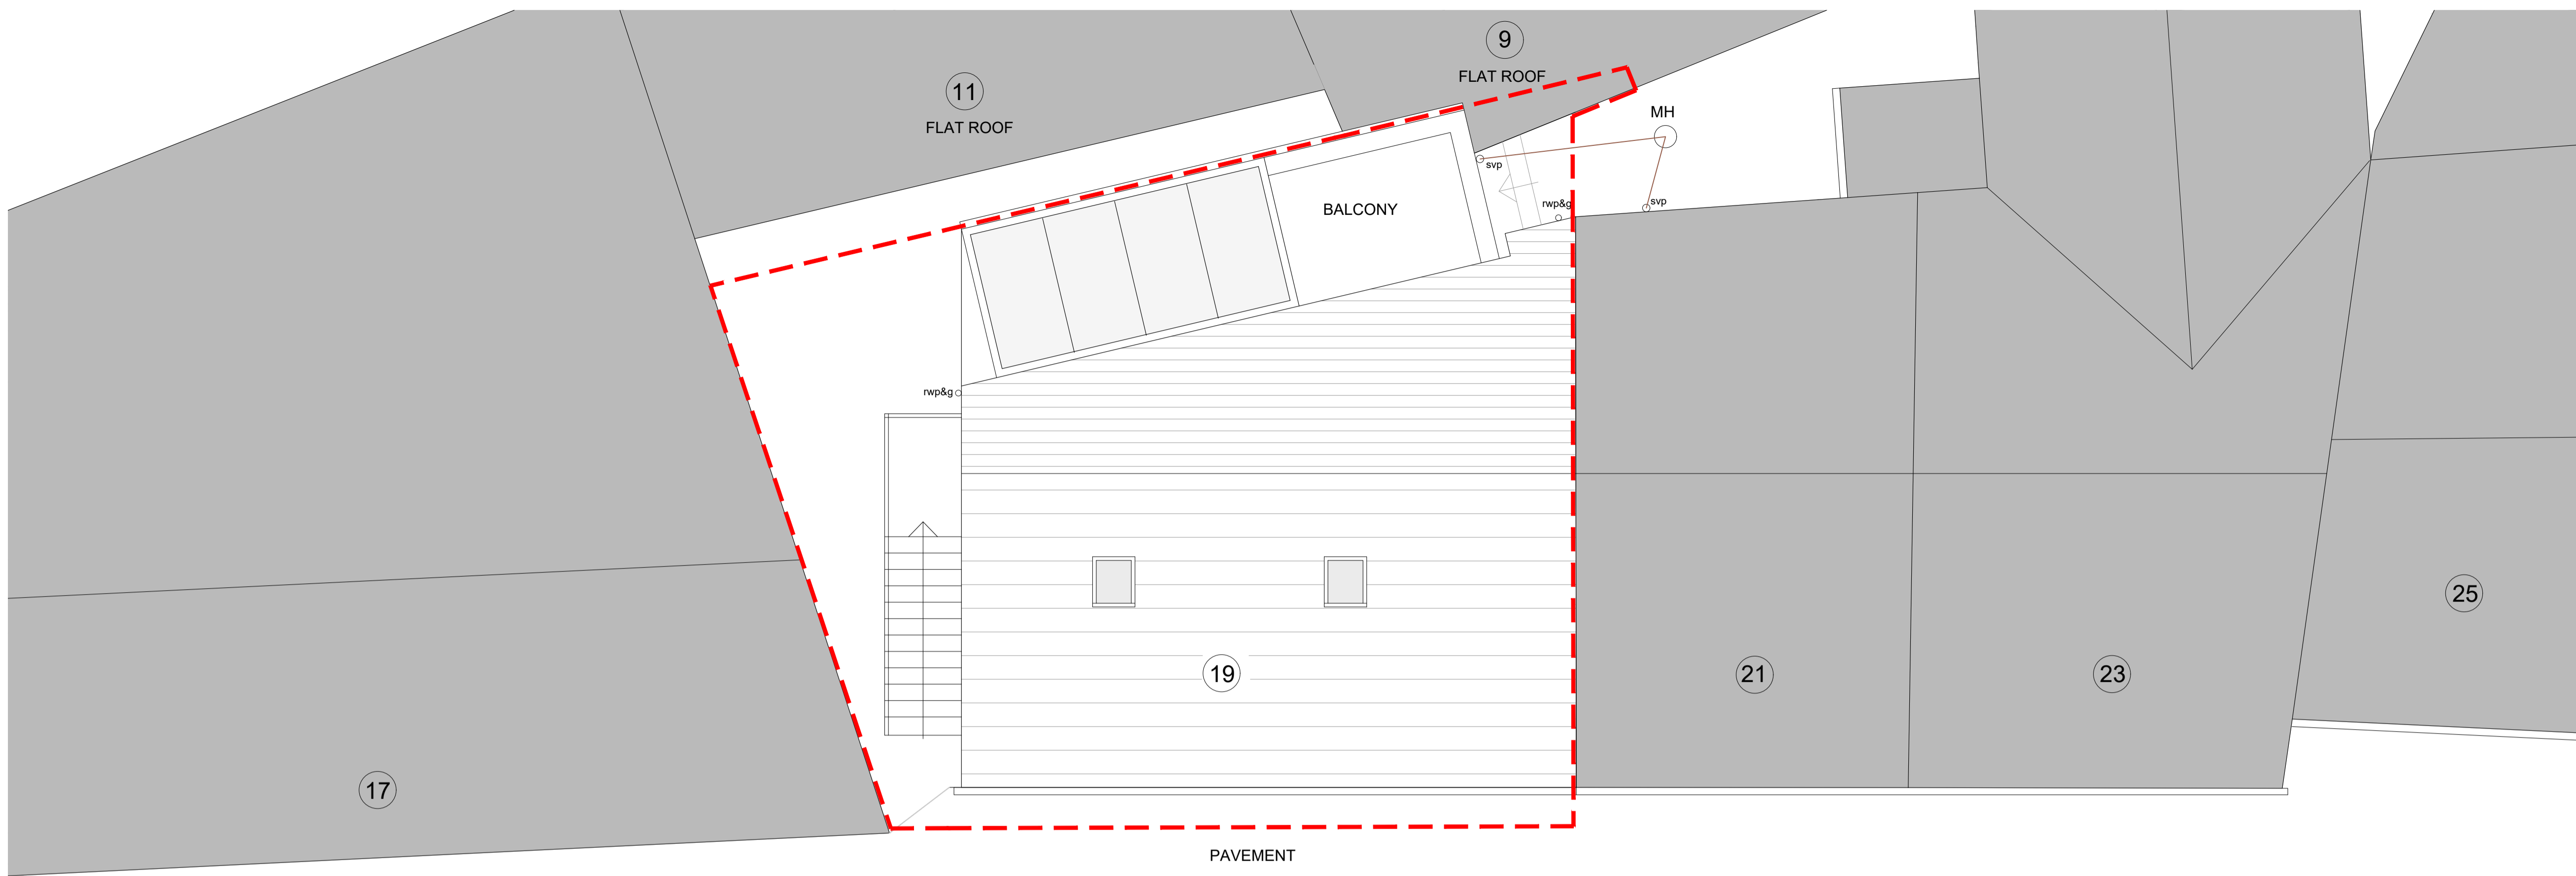 9
FLAT ROOF
11
FLAT ROOF
MH
svp
svp
rwp&g
BALCONY
rwp&g
25
19
21
23
17
PAVEMENT